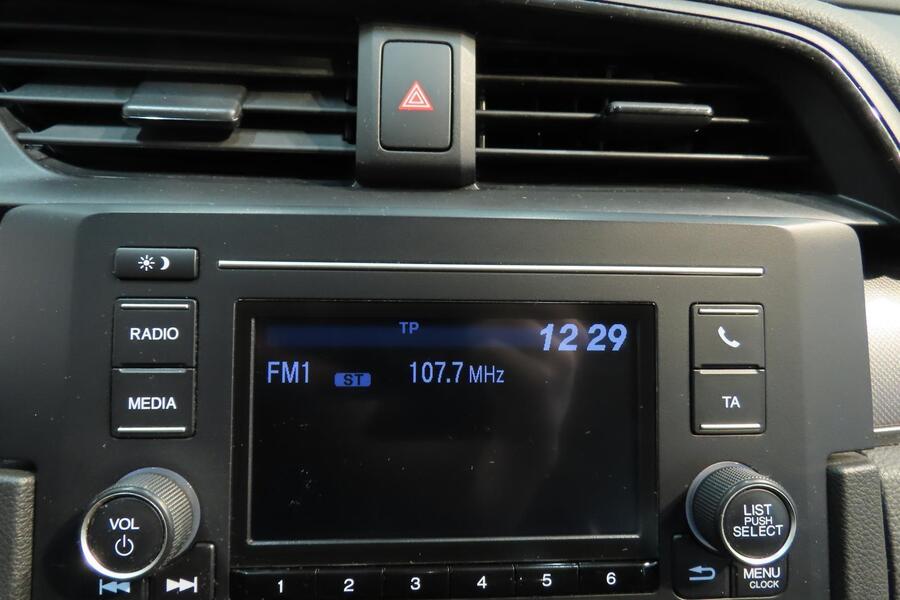 RADIO
MEDIA
VOL
TP
12 29
FM1 ST 107.7 MHz
1 2 3 4 5 6
TA
LIST
PUSH
SELECT
MENU
CLOCK